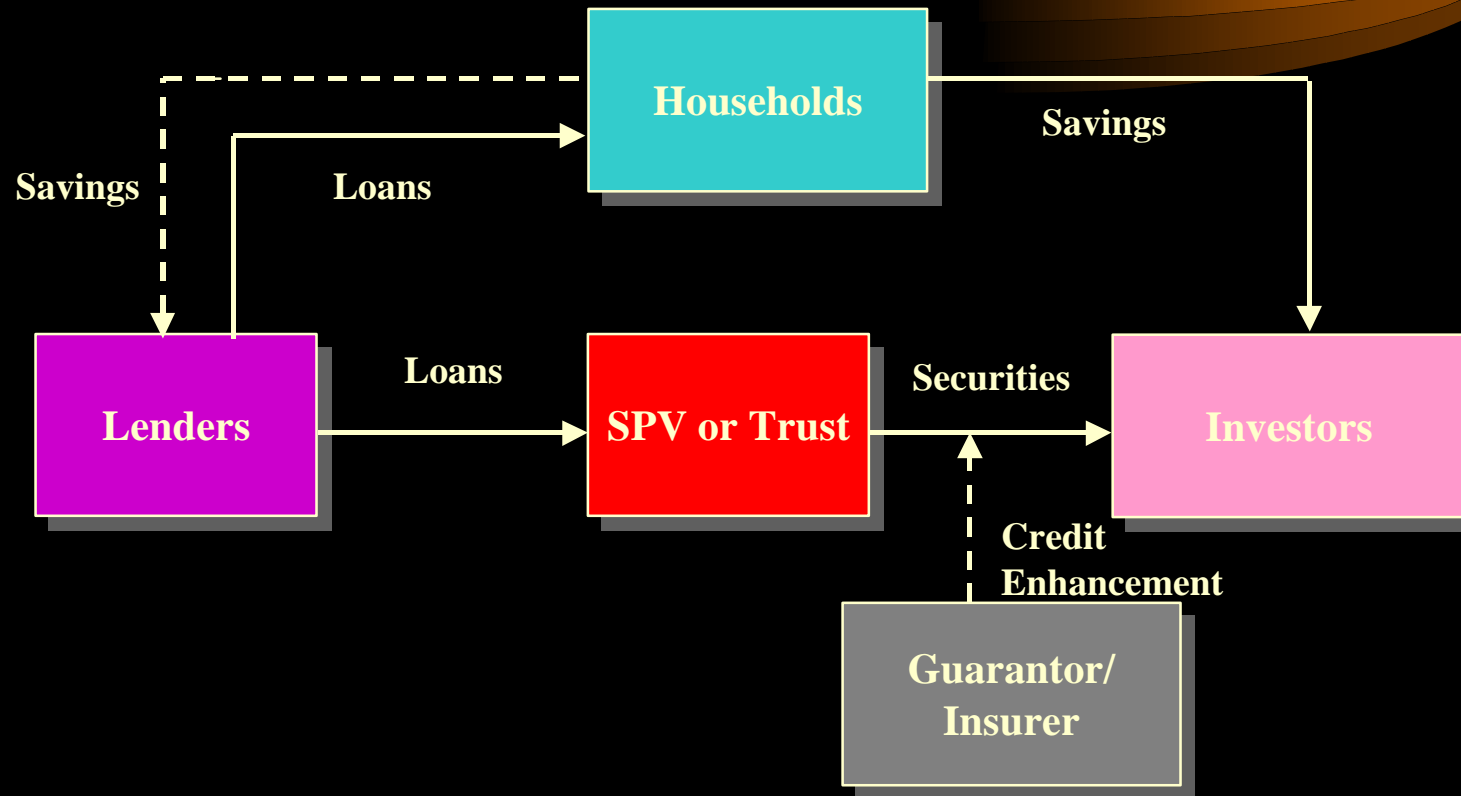 Households
Savings
Savings
Loans
Loans
Securities
Lenders
SPV or Trust
Investors
Credit
Enhancement
Guarantor/
Insurer